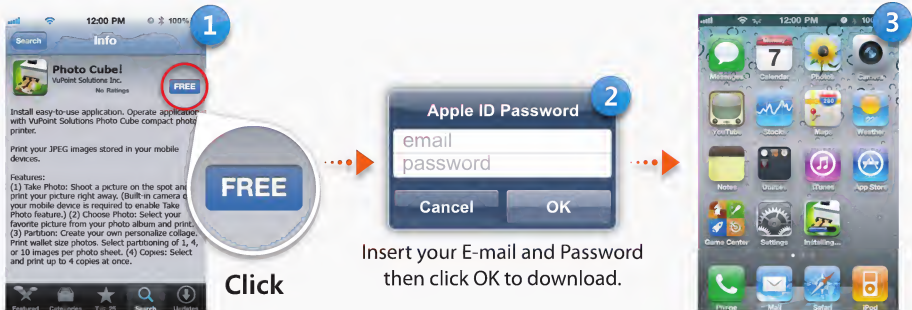 12:00 PM 100%
1
Search Info
Photo Cube!
VuPoint Solutions Inc.
No Ratings
FREE
Install easy-to-use application. Operate application
with VuPoint Solutions Photo Cube compact photo
printer.
Print your JPEG images stored in your mobile
devices.
Features:
(1) Take Photo: Shoot a picture on the spot and
print your picture right away. (Built-in camera
your mobile device is required to enable Take
Photo feature.) (2) Choose Photo: Select your
favorite picture from your photo album and print.
(3) Partition: Create your own personalize collage.
Print wallet size photos. Select partitioning of 1, 4,
or 10 images per photo sheet. (4) Copies: Select
and print up to 4 copies at once.
Featured Categories Top 25 Search Updates
FREE
Click
2
Apple ID Password
email
password
Cancel OK
Insert your E-mail and Password
then click OK to download.
3
12:00 PM
Messages Calendar Photos Camera
Monday
7
YouTube Stocks Maps Weather
280
Notes Utilities iTunes App Store
Game Center Settings Installing...
Phone Mail Safari iPod